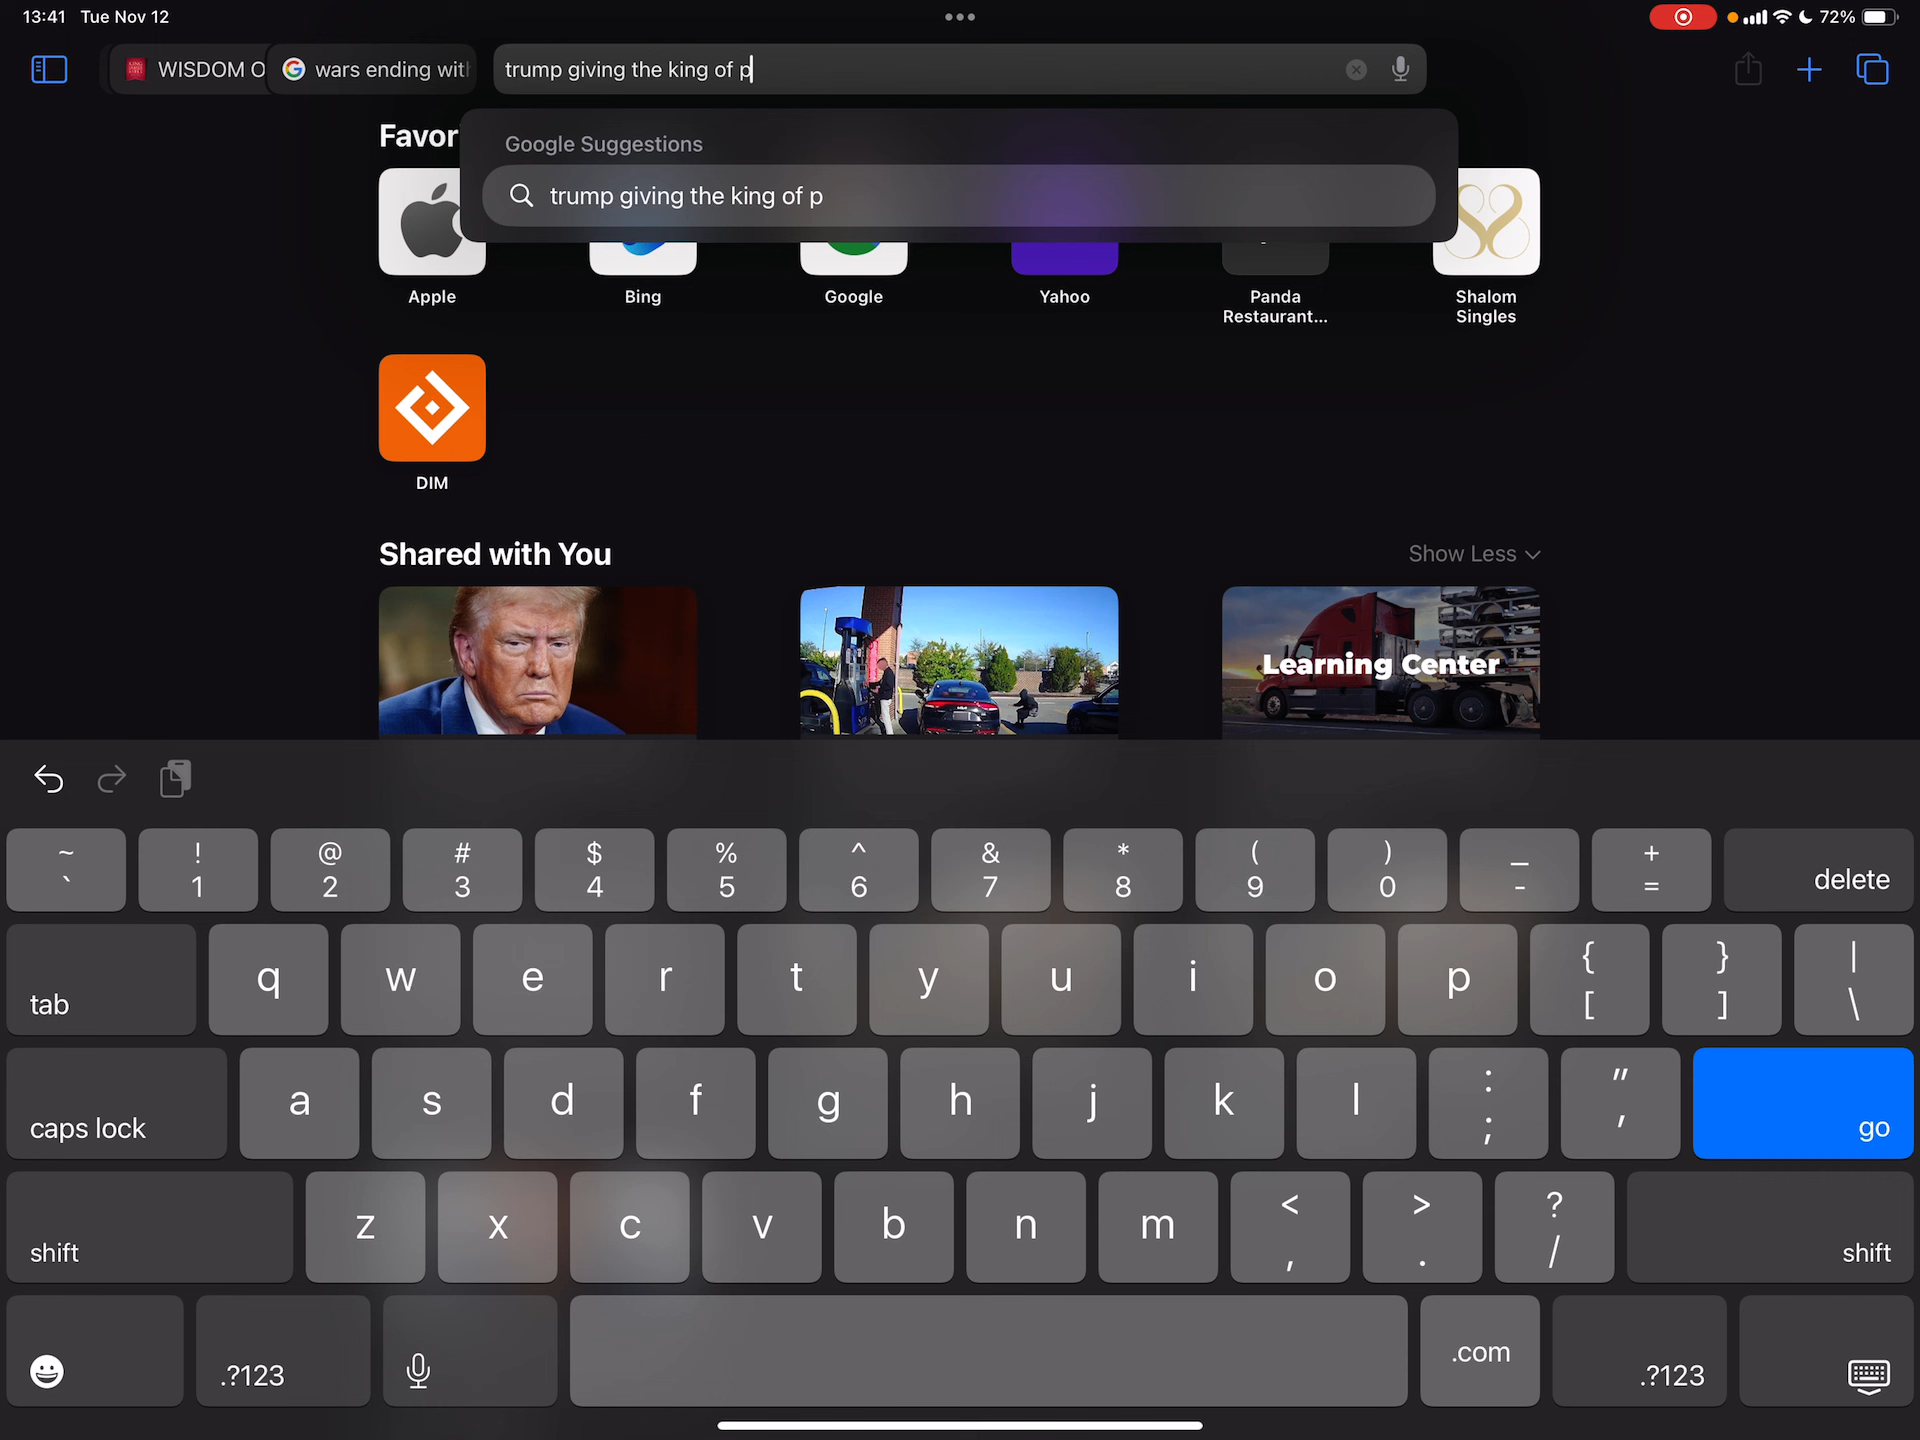 13:41 Tue Nov 12
72%
WISDOM O
wars ending with
trump giving the king of p
Google Suggestions
trump giving the king of p
Favor
Apple
Bing
Google
Yahoo
Panda
Restaurant...
Shalom
Singles
DIM
Shared with You
Show Less
Learning Center
~ ! @ # $ % ^ & * ( ) _ +
` 1 2 3 4 5 6 7 8 9 0 - = delete
tab q w e r t y u i o p { [ } ] | \
caps lock a s d f g h j k l : ; " ' go
shift z x c v b n m < , > . ? / shift
.?123 .com .?123